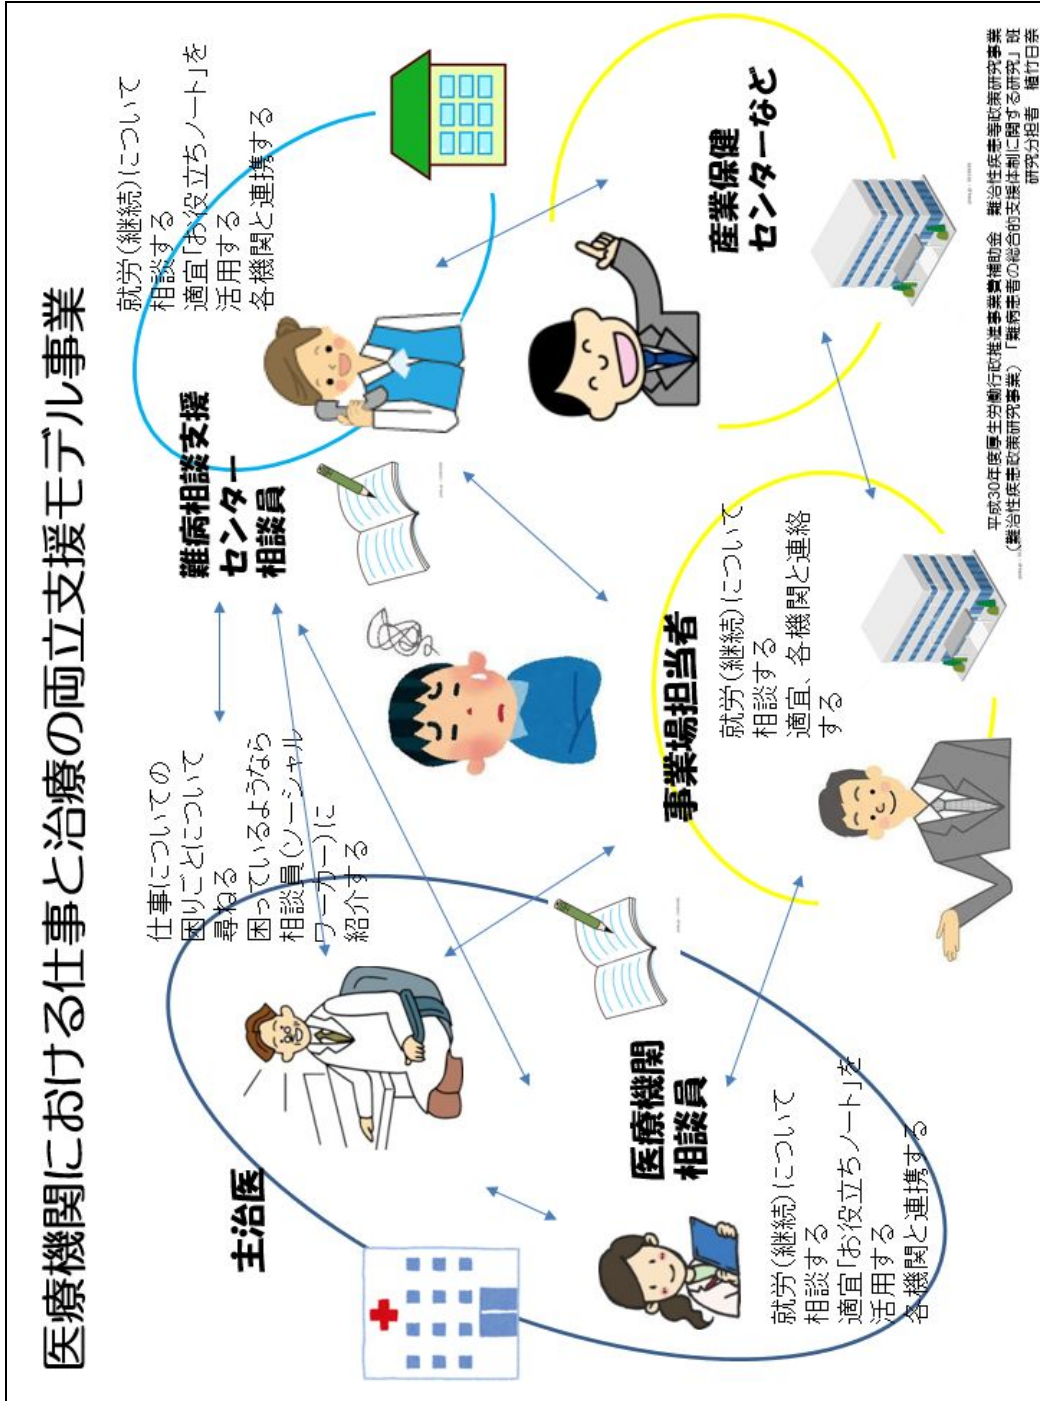 医療機関における仕事と治療の両立支援モデル事業
主治医
仕事についての
困りごとについて
尋ねる
困っているようなら
相談員(ソーシャル
ワーカー)に
紹介する
難病相談支援
センター
相談員
就労(継続)について
相談する
適宜「お役立ちノート」を
活用する
各機関と連携する
医療機関
相談員
就労(継続)について
相談する
適宜「お役立ちノート」を
活用する
各機関と連携する
事業場担当者
就労(継続)について
相談する
適宜、各機関と連絡
する
産業保健
センターなど
平成30年度厚生労働行政推進事業費補助金 難治性疾患等政策研究事業
(難治性疾患政策研究事業)「難病患者の総合的支援体制に関する研究」班
研究分担者 植竹日奈